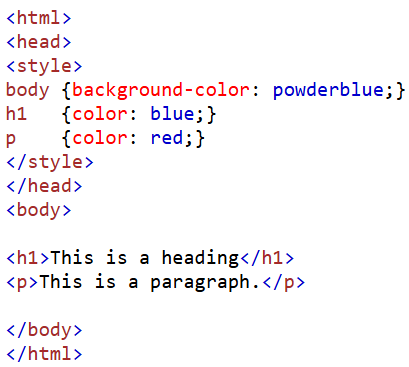 <html>
<head>
<style>
body {background-color: powderblue;}
h1   {color: blue;}
p    {color: red;}
</style>
</head>
<body>

<h1>This is a heading</h1>
<p>This is a paragraph.</p>

</body>
</html>